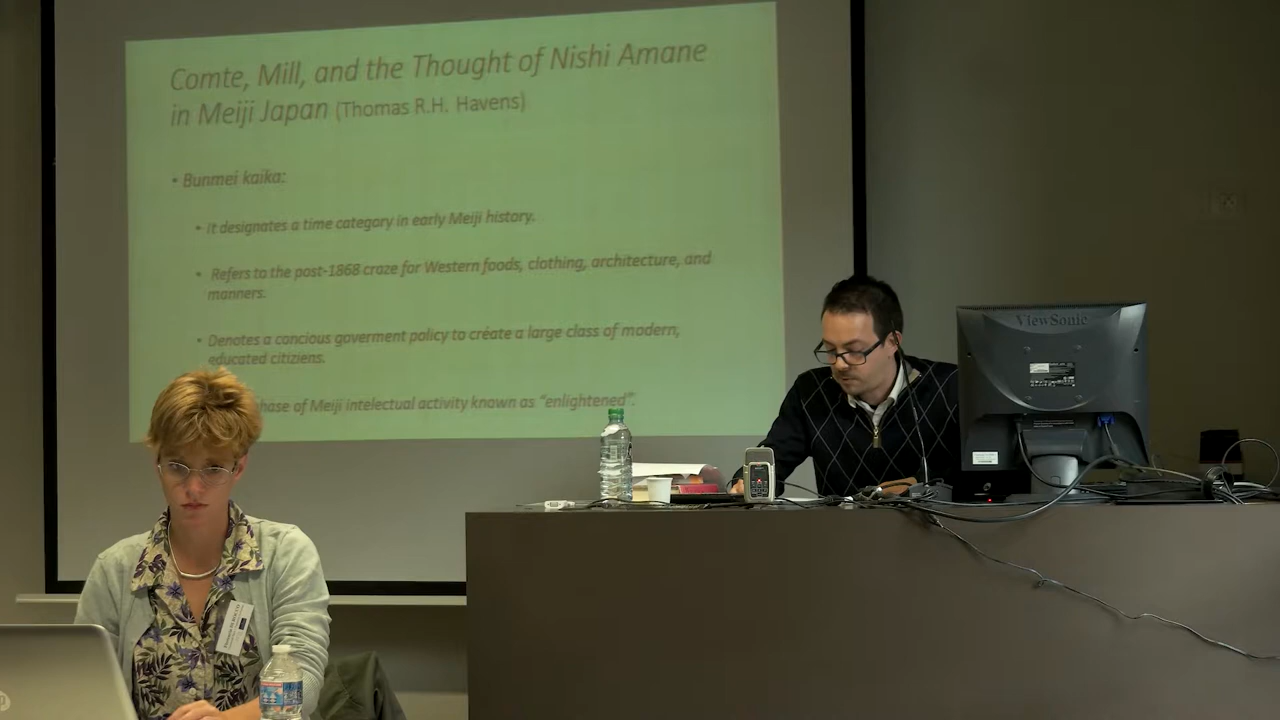 Comte, Mill, and the Thought of Nishi Amane
in Meiji Japan (Thomas R.H. Havens)
• Bunmei kaika:
• It designates a time category in early Meiji history.
• Refers to the post-1868 craze for Western foods, clothing, architecture, and
manners.
• Denotes a concious goverment policy to create a large class of modern,
educated citiziens.
hase of Meiji intelectual activity known as “enlightened”.
ViewSonic